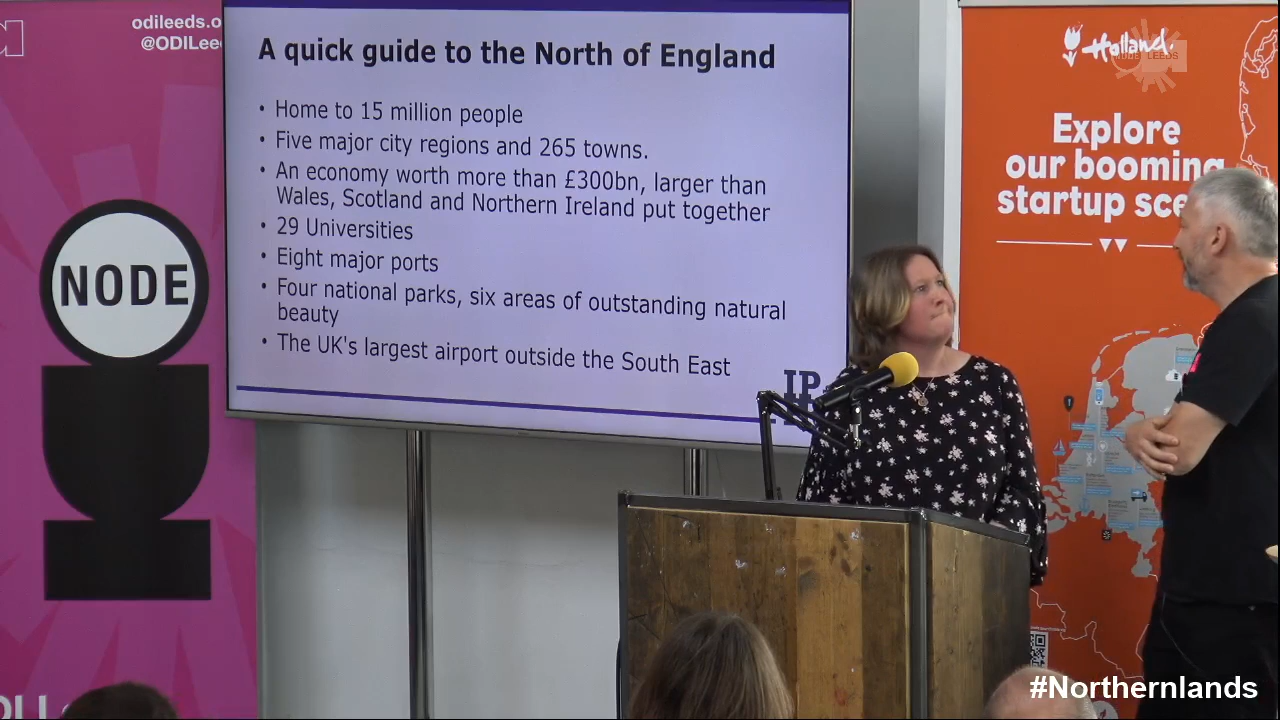 odileeds.o
@ODILee
NODE
A quick guide to the North of England
• Home to 15 million people
• Five major city regions and 265 towns.
• An economy worth more than £300bn, larger than
Wales, Scotland and Northern Ireland put together
• 29 Universities
• Eight major ports
• Four national parks, six areas of outstanding natural
beauty
• The UK's largest airport outside the South East
IP
Holland.
NODE LEEDS
Explore
our booming
startup sce
#Northernlands